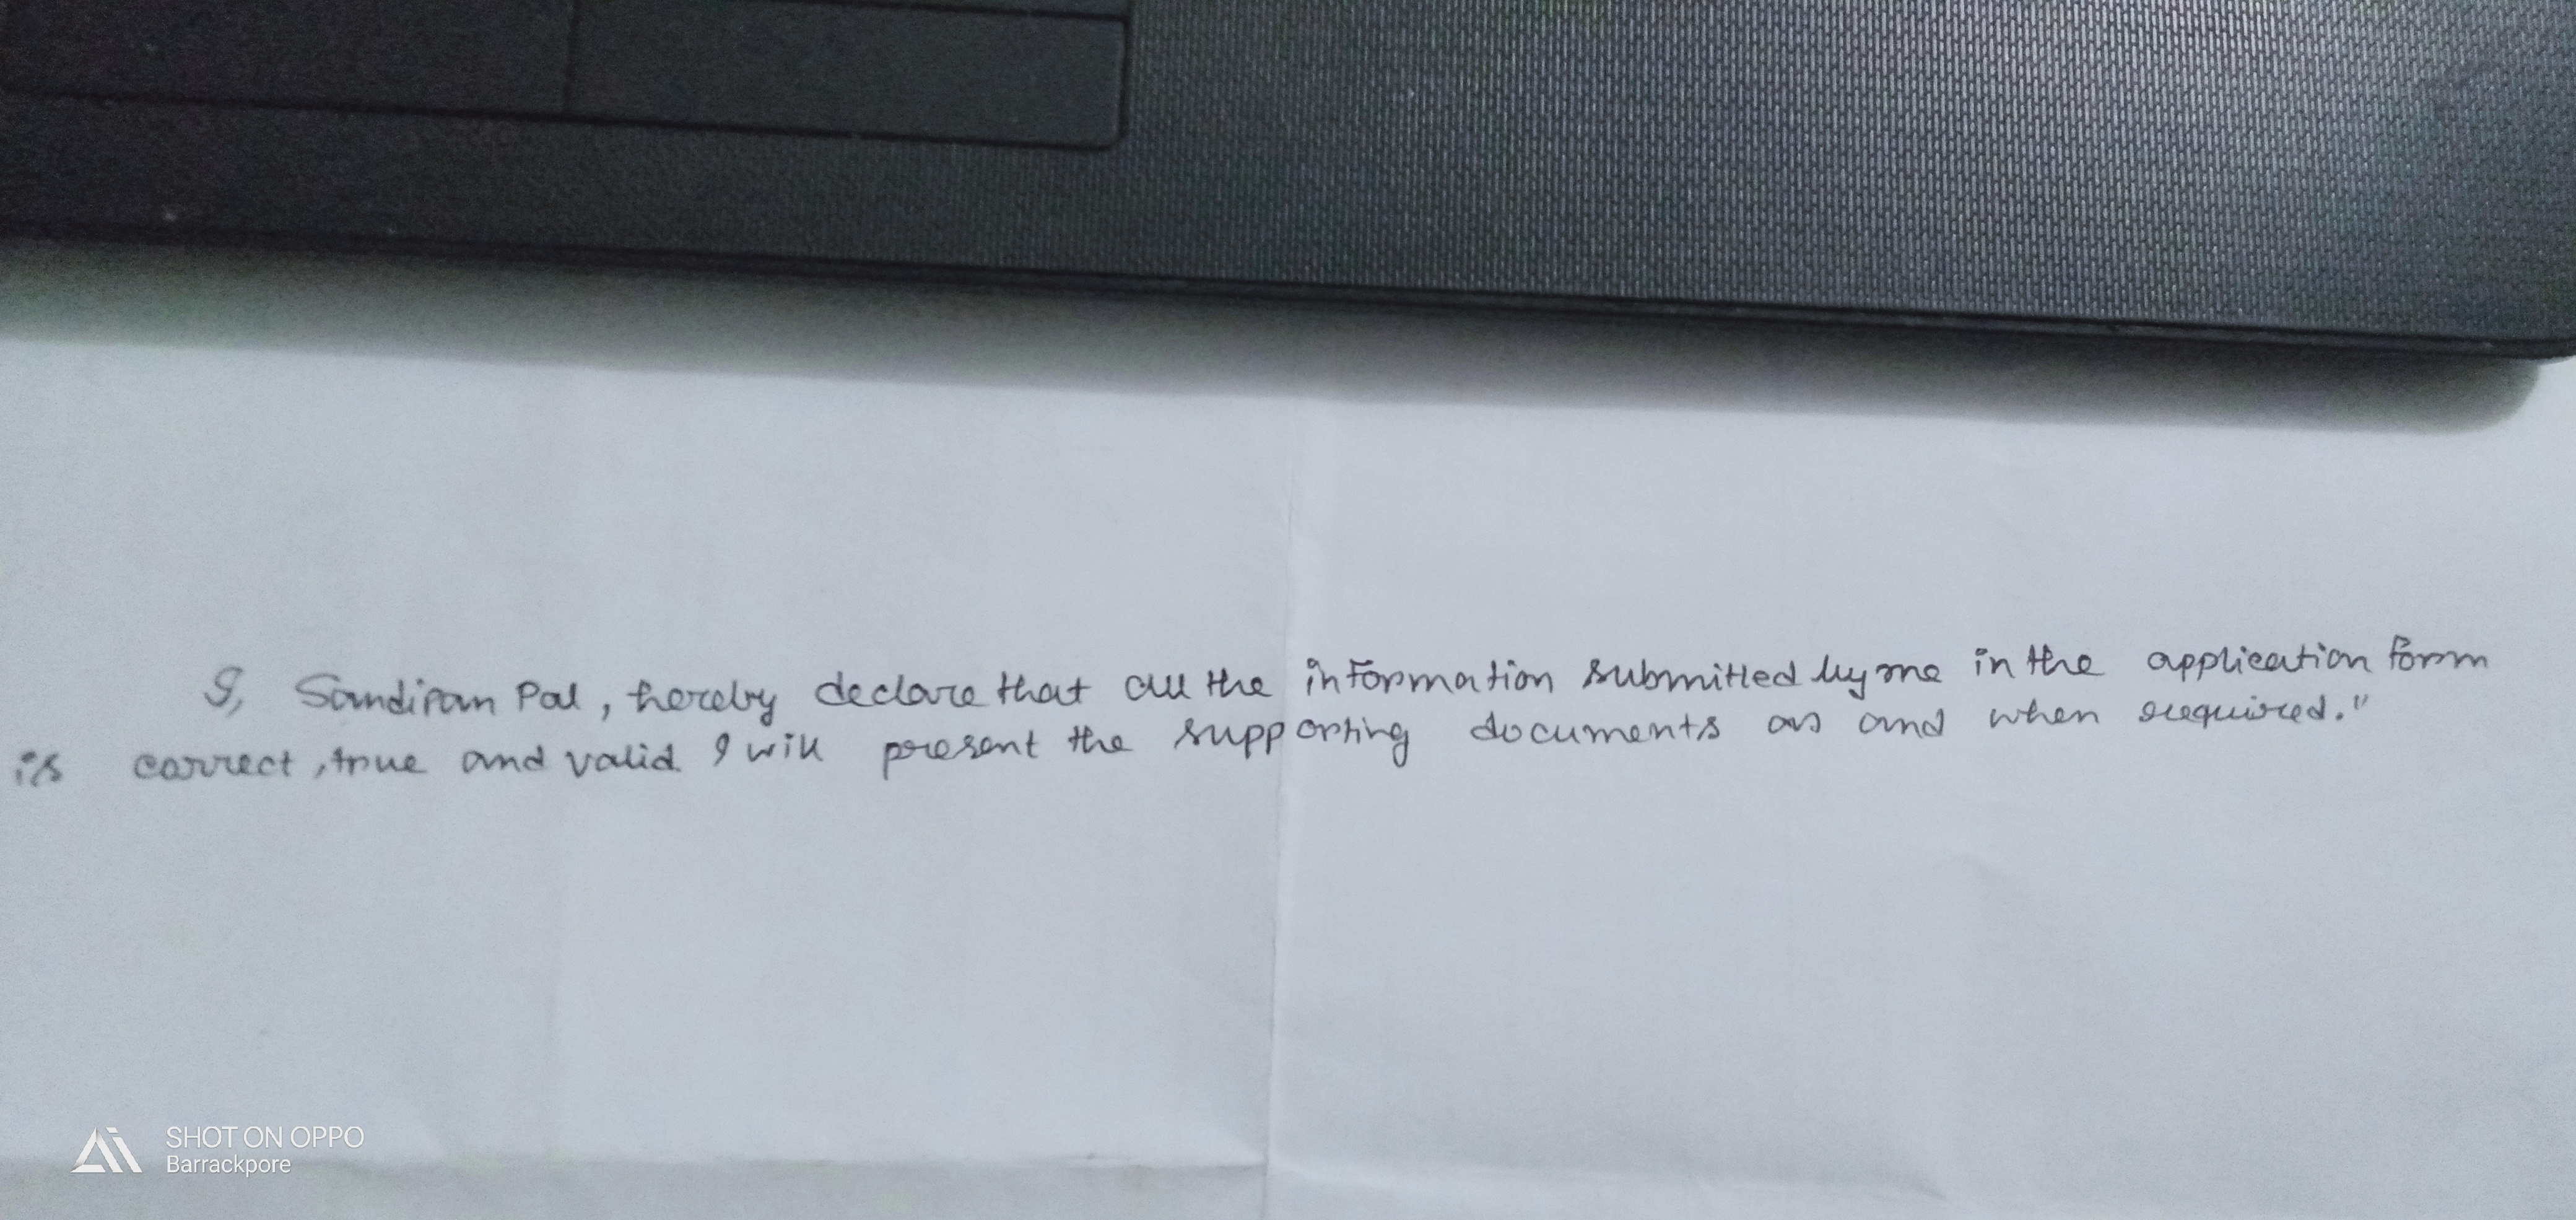 I, Sandipan Pal, hereby declare that all the information submitted by me in the application form
is correct, true and valid. I will present the supporting documents as and when required."
SHOT ON OPPO
Barrackpore